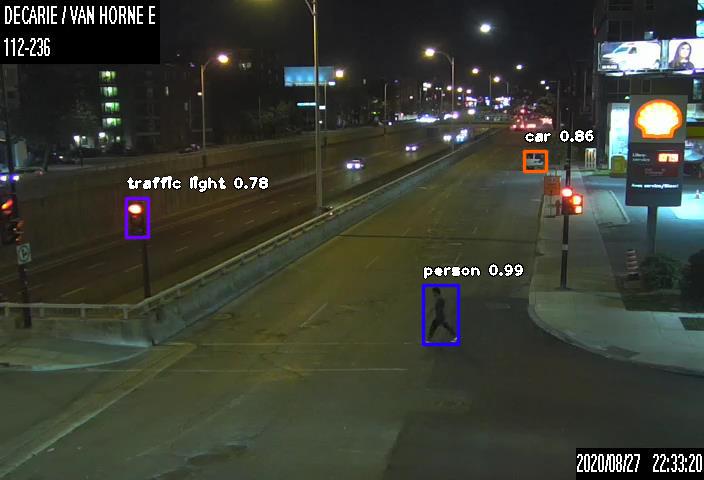 DECARIE / VAN HORNE E
112-236
car 0.86
traffic light 0.78
person 0.99
Shell
2020/08/27 22:33:20